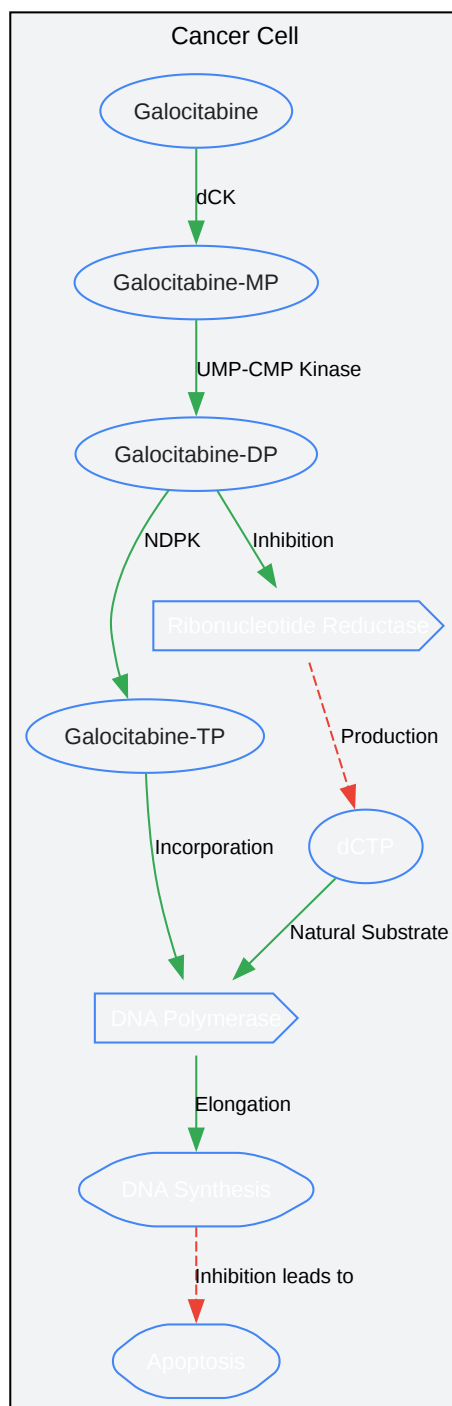 Cancer Cell
Galocitabine
dCK
Galocitabine-MP
UMP-CMP Kinase
Galocitabine-DP
NDPK
Inhibition
Ribonucleotide Reductase
Galocitabine-TP
Production
Incorporation
dCTP
Natural Substrate
DNA Polymerase
Elongation
DNA Synthesis
Inhibition leads to
Apoptosis